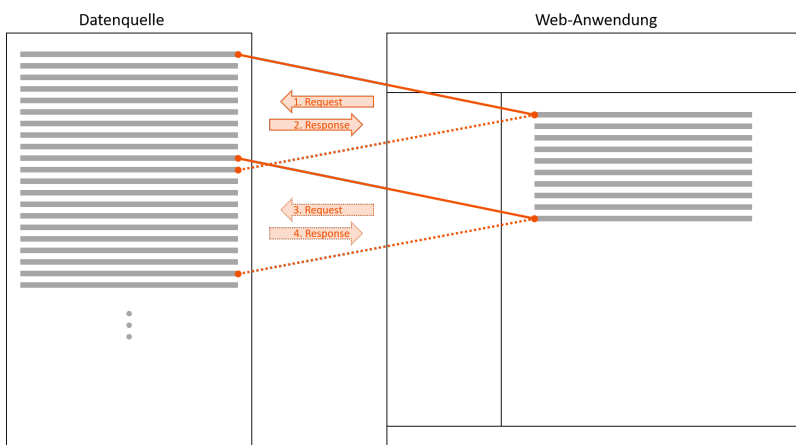 Datenquelle
Web-Anwendung
1. Request
2. Response
3. Request
4. Response